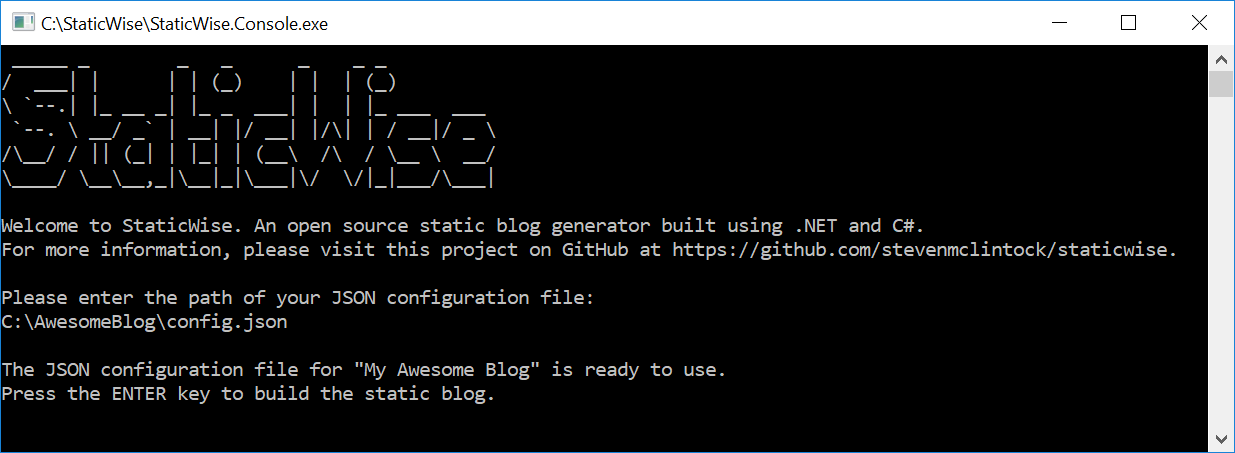 C:\StaticWise\StaticWise.Console.exe
StaticWise
Welcome to StaticWise. An open source static blog generator built using .NET and C#.
For more information, please visit this project on GitHub at https://github.com/stevenmclintock/staticwise.
Please enter the path of your JSON configuration file:
C:\AwesomeBlog\config.json
The JSON configuration file for "My Awesome Blog" is ready to use.
Press the ENTER key to build the static blog.